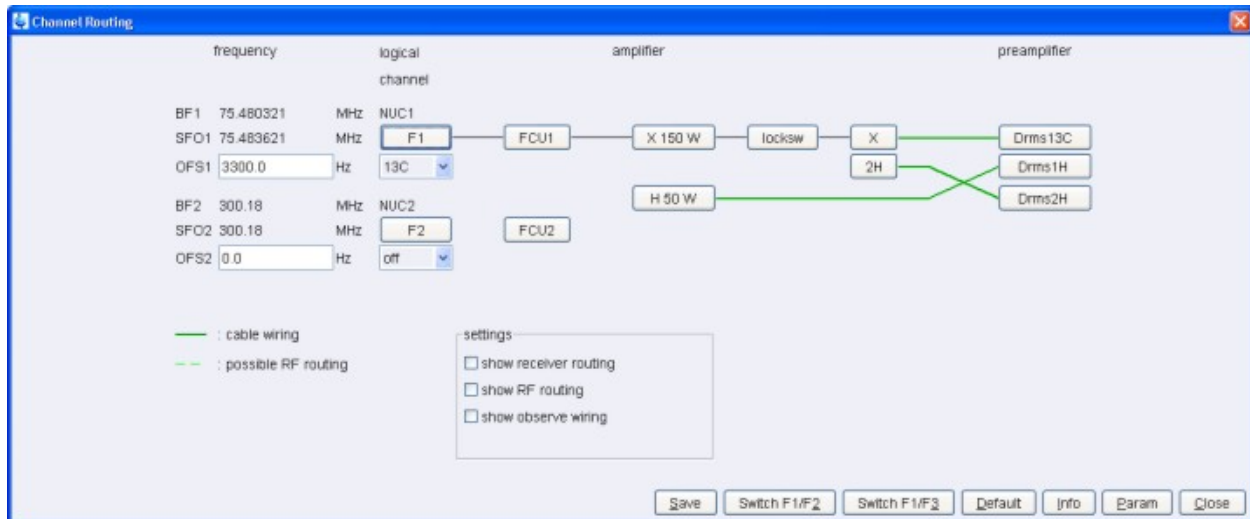 Channel Routing
frequency logical channel amplifier preamplifier
BF1 75.480321 MHz NUC1
SFO1 75.483621 MHz F1 FCU1 X 150 W locksw X Drms13C
OFS1 3300.0 Hz 13C 2H Drms1H
H 50 W Drms2H
BF2 300.18 MHz NUC2
SFO2 300.18 MHz F2 FCU2
OFS2 0.0 Hz off
: cable wiring
: possible RF routing
settings
show receiver routing
show RF routing
show observe wiring
Save Switch F1/F2 Switch F1/F3 Default Info Param Close